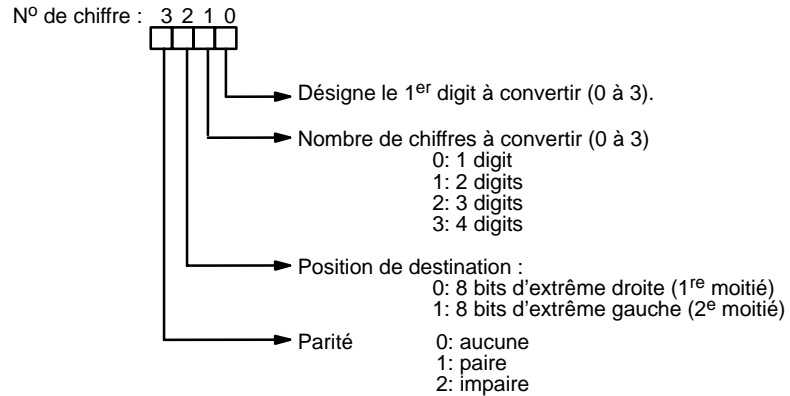 Nº de chiffre : 3 2 1 0
Désigne le 1er digit à convertir (0 à 3).
Nombre de chiffres à convertir (0 à 3)
0: 1 digit
1: 2 digits
2: 3 digits
3: 4 digits
Position de destination :
0: 8 bits d'extrême droite (1re moitié)
1: 8 bits d'extrême gauche (2e moitié)
Parité 0: aucune
1: paire
2: impaire